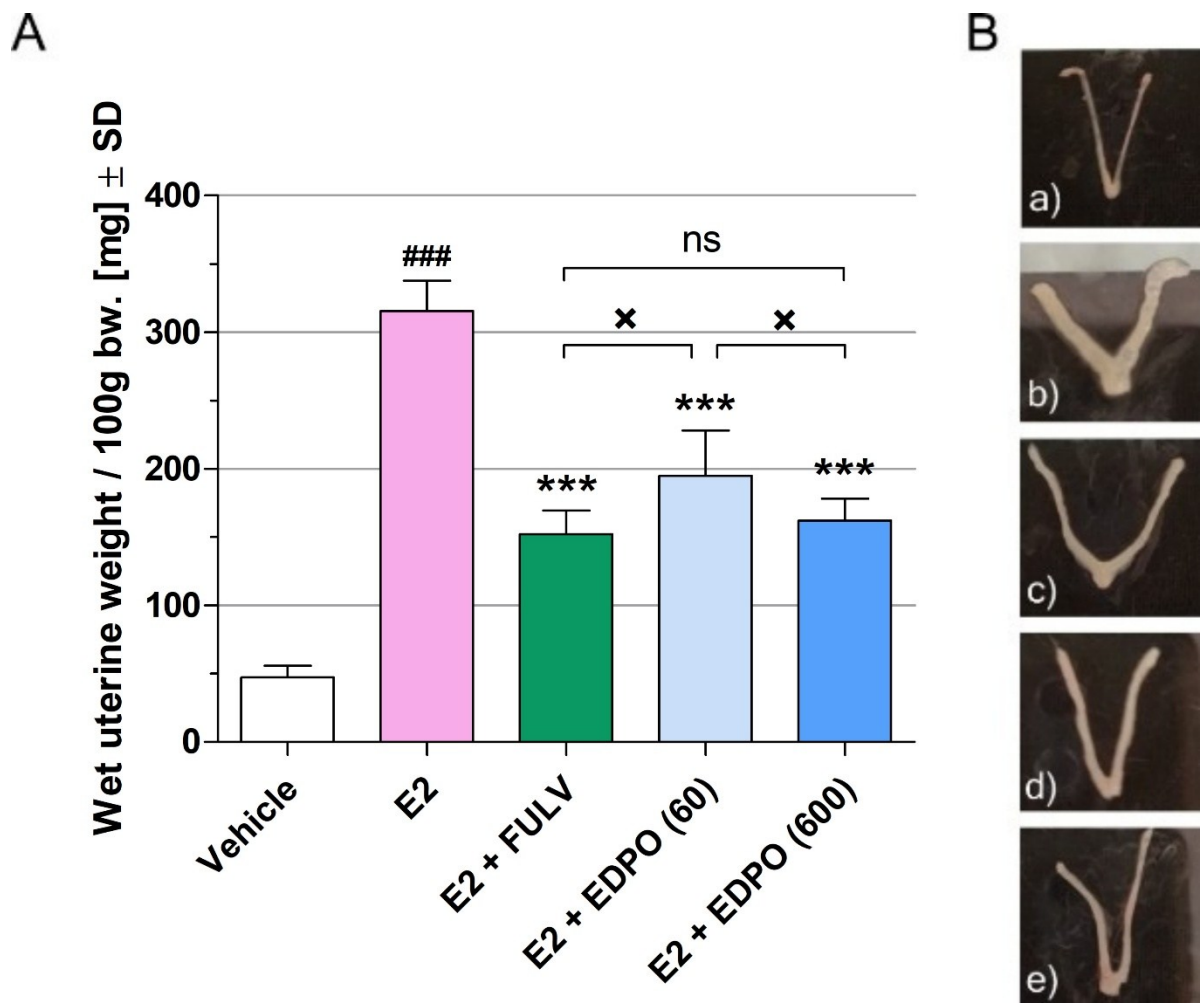 A
B
Wet uterine weight / 100g bw. [mg] ± SD
400
300
200
100
0
###
***
***
***
ns
×
×
Vehicle
E2
E2 + FULV
E2 + EDPO (60)
E2 + EDPO (600)
a)
b)
c)
d)
e)